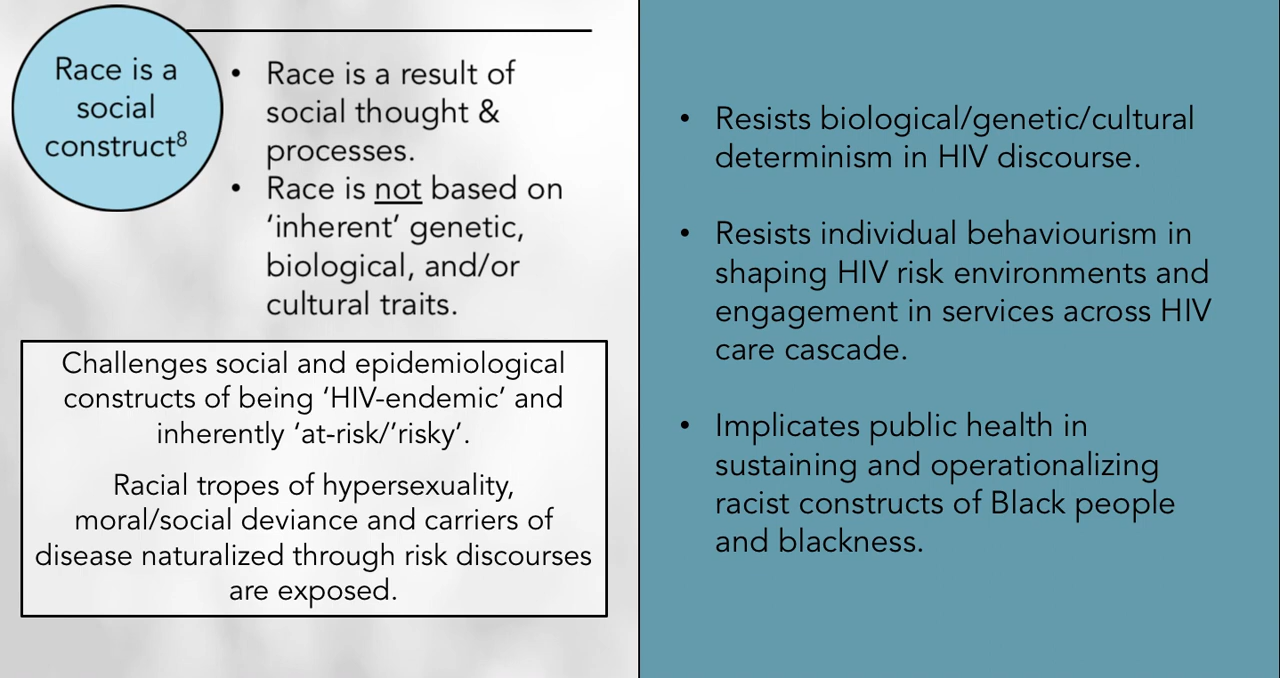 Race is a
social
construct⁸
• Race is a result of
social thought &
processes.
• Race is not based on
‘inherent’ genetic,
biological, and/or
cultural traits.
Challenges social and epidemiological
constructs of being ‘HIV-endemic’ and
inherently ‘at-risk/’risky’.
Racial tropes of hypersexuality,
moral/social deviance and carriers of
disease naturalized through risk discourses
are exposed.
• Resists biological/genetic/cultural
determinism in HIV discourse.
• Resists individual behaviourism in
shaping HIV risk environments and
engagement in services across HIV
care cascade.
• Implicates public health in
sustaining and operationalizing
racist constructs of Black people
and blackness.